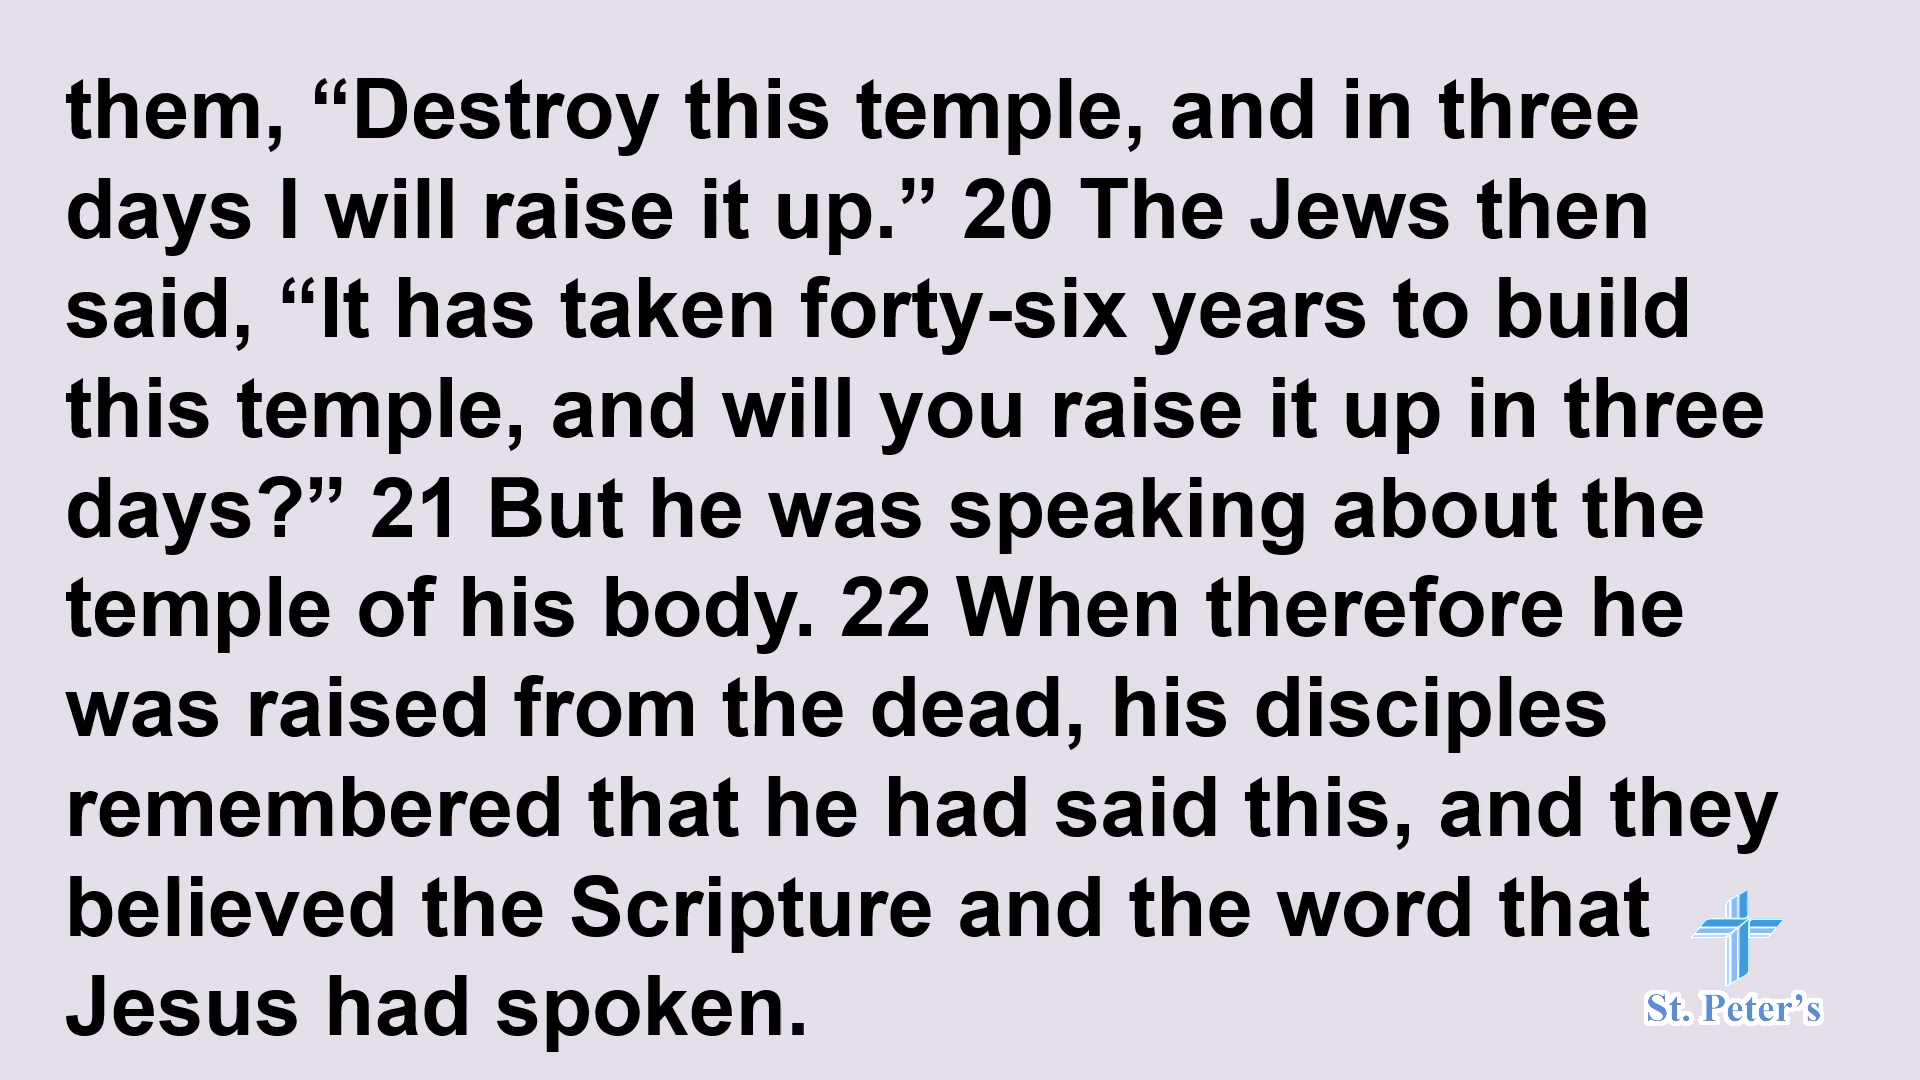 them, “Destroy this temple, and in three
days I will raise it up.” 20 The Jews then
said, “It has taken forty-six years to build
this temple, and will you raise it up in three
days?” 21 But he was speaking about the
temple of his body. 22 When therefore he
was raised from the dead, his disciples
remembered that he had said this, and they
believed the Scripture and the word that
Jesus had spoken.
St. Peter’s